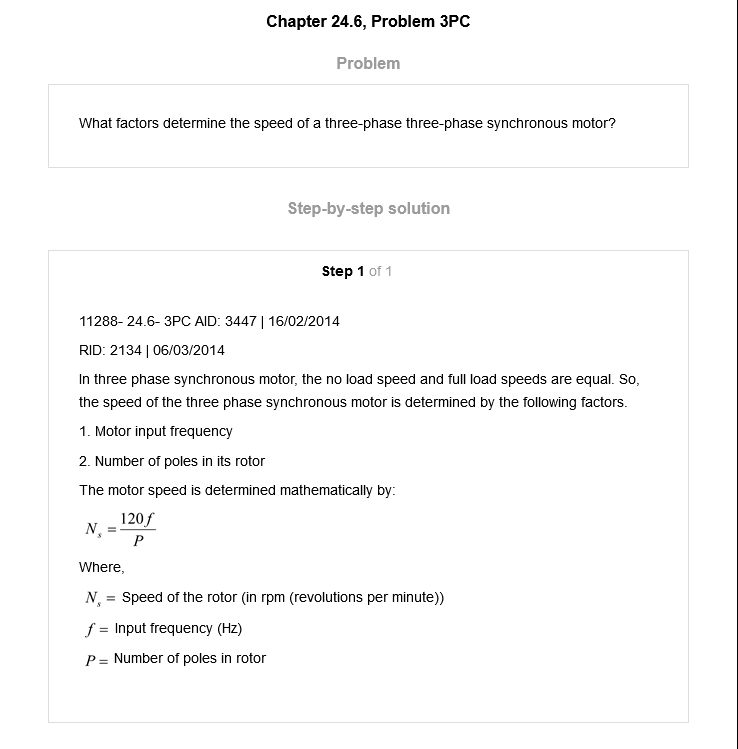 Chapter 24.6, Problem 3PC
Problem
What factors determine the speed of a three-phase three-phase synchronous motor?
Step-by-step solution
Step 1 of 1
11288- 24.6- 3PC AID: 3447 | 16/02/2014
RID: 2134 | 06/03/2014
In three phase synchronous motor, the no load speed and full load speeds are equal. So,
the speed of the three phase synchronous motor is determined by the following factors.
1. Motor input frequency
2. Number of poles in its rotor
The motor speed is determined mathematically by:
Nₛ = 120f / P
Where,
Nₛ = Speed of the rotor (in rpm (revolutions per minute))
f = Input frequency (Hz)
P = Number of poles in rotor